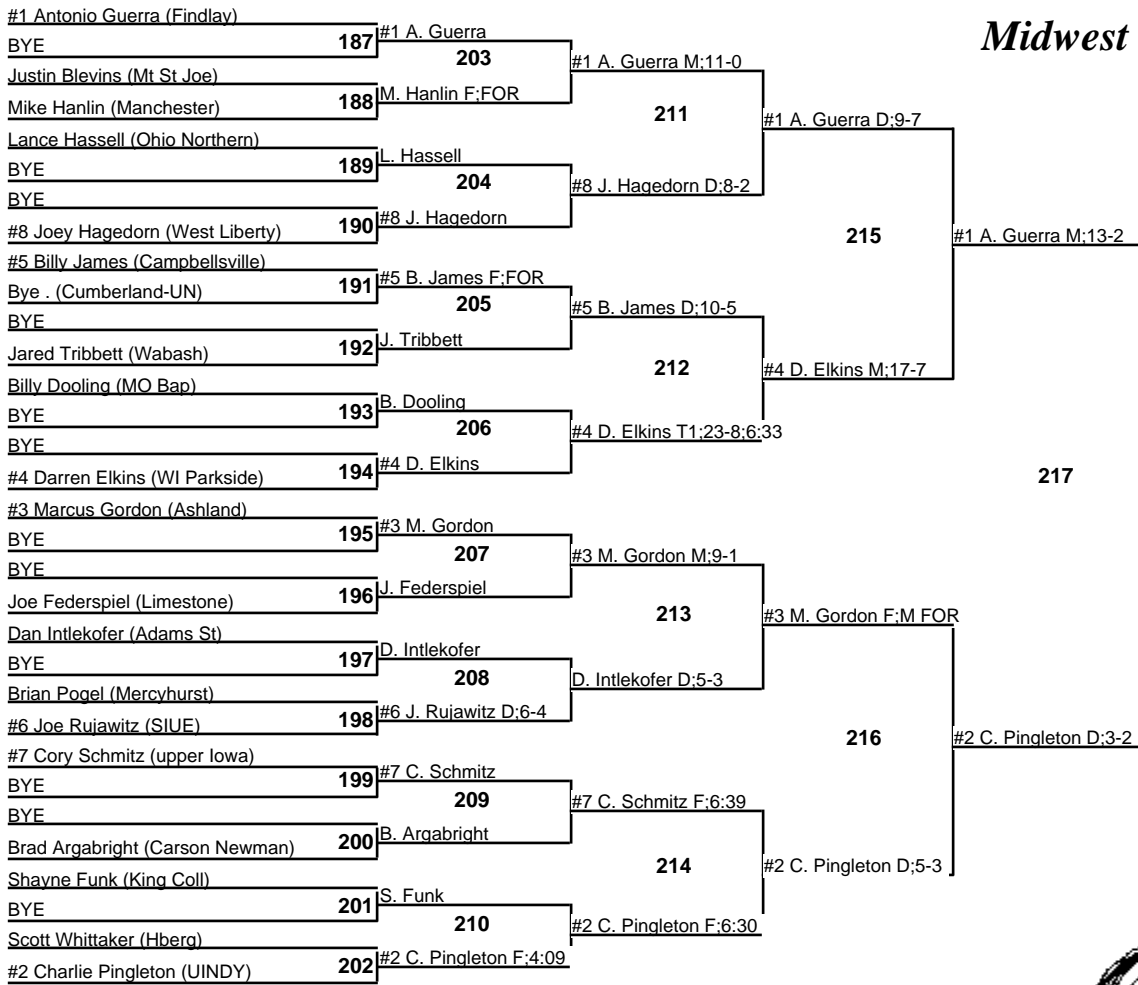 Midwest
#1 Antonio Guerra (Findlay)
BYE
187
#1 A. Guerra
203
#1 A. Guerra M;11-0
Justin Blevins (Mt St Joe)
Mike Hanlin (Manchester)
188
M. Hanlin F;FOR
211
#1 A. Guerra D;9-7
Lance Hassell (Ohio Northern)
BYE
189
L. Hassell
204
#8 J. Hagedorn D;8-2
BYE
#8 Joey Hagedorn (West Liberty)
190
#8 J. Hagedorn
215
#1 A. Guerra M;13-2
#5 Billy James (Campbellsville)
Bye . (Cumberland-UN)
191
#5 B. James F;FOR
205
#5 B. James D;10-5
BYE
Jared Tribbett (Wabash)
192
J. Tribbett
212
#4 D. Elkins M;17-7
Billy Dooling (MO Bap)
BYE
193
B. Dooling
206
#4 D. Elkins T1;23-8;6:33
BYE
#4 Darren Elkins (WI Parkside)
194
#4 D. Elkins
217
#3 Marcus Gordon (Ashland)
BYE
195
#3 M. Gordon
207
#3 M. Gordon M;9-1
BYE
Joe Federspiel (Limestone)
196
J. Federspiel
213
#3 M. Gordon F;M FOR
Dan Intlekofer (Adams St)
BYE
197
D. Intlekofer
208
D. Intlekofer D;5-3
Brian Pogel (Mercyhurst)
#6 Joe Rujawitz (SIUE)
198
#6 J. Rujawitz D;6-4
216
#2 C. Pingleton D;3-2
#7 Cory Schmitz (upper Iowa)
BYE
199
#7 C. Schmitz
209
#7 C. Schmitz F;6:39
BYE
Brad Argabright (Carson Newman)
200
B. Argabright
214
#2 C. Pingleton D;5-3
Shayne Funk (King Coll)
BYE
201
S. Funk
210
#2 C. Pingleton F;6:30
Scott Whittaker (Hberg)
#2 Charlie Pingleton (UINDY)
202
#2 C. Pingleton F;4:09